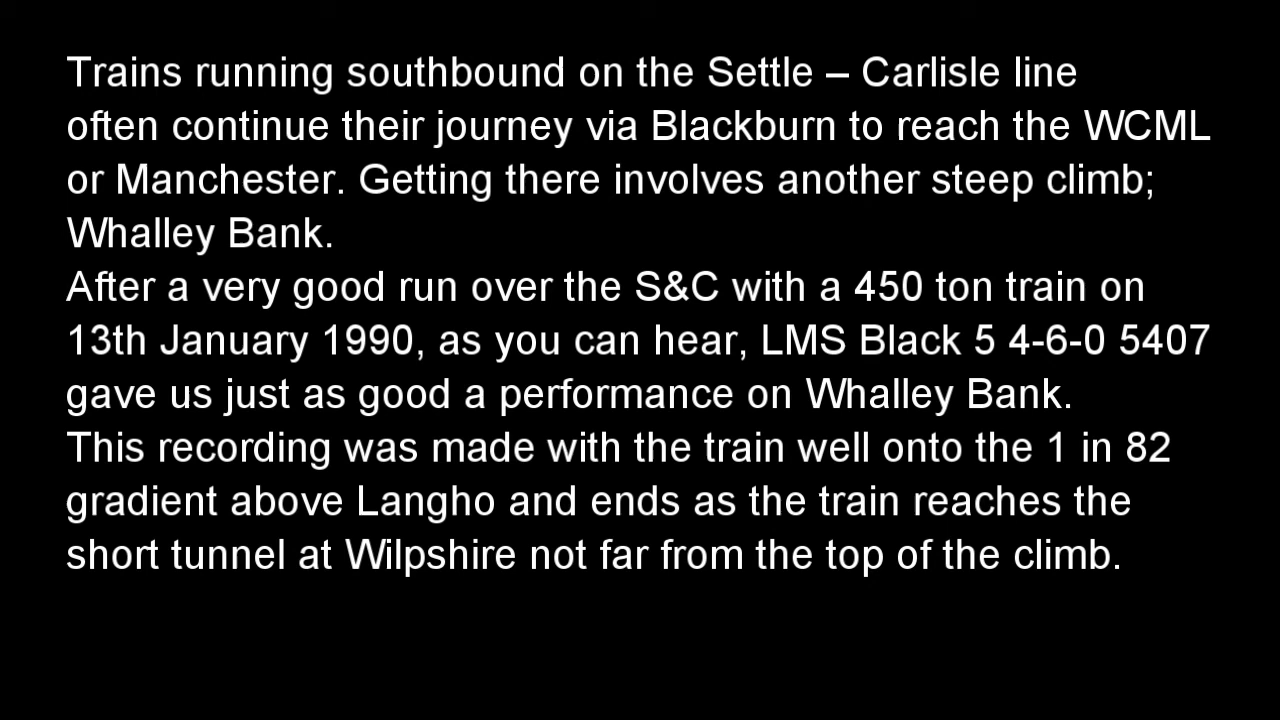 Trains running southbound on the Settle – Carlisle line
often continue their journey via Blackburn to reach the WCML
or Manchester. Getting there involves another steep climb;
Whalley Bank.
After a very good run over the S&C with a 450 ton train on
13th January 1990, as you can hear, LMS Black 5 4-6-0 5407
gave us just as good a performance on Whalley Bank.
This recording was made with the train well onto the 1 in 82
gradient above Langho and ends as the train reaches the
short tunnel at Wilpshire not far from the top of the climb.